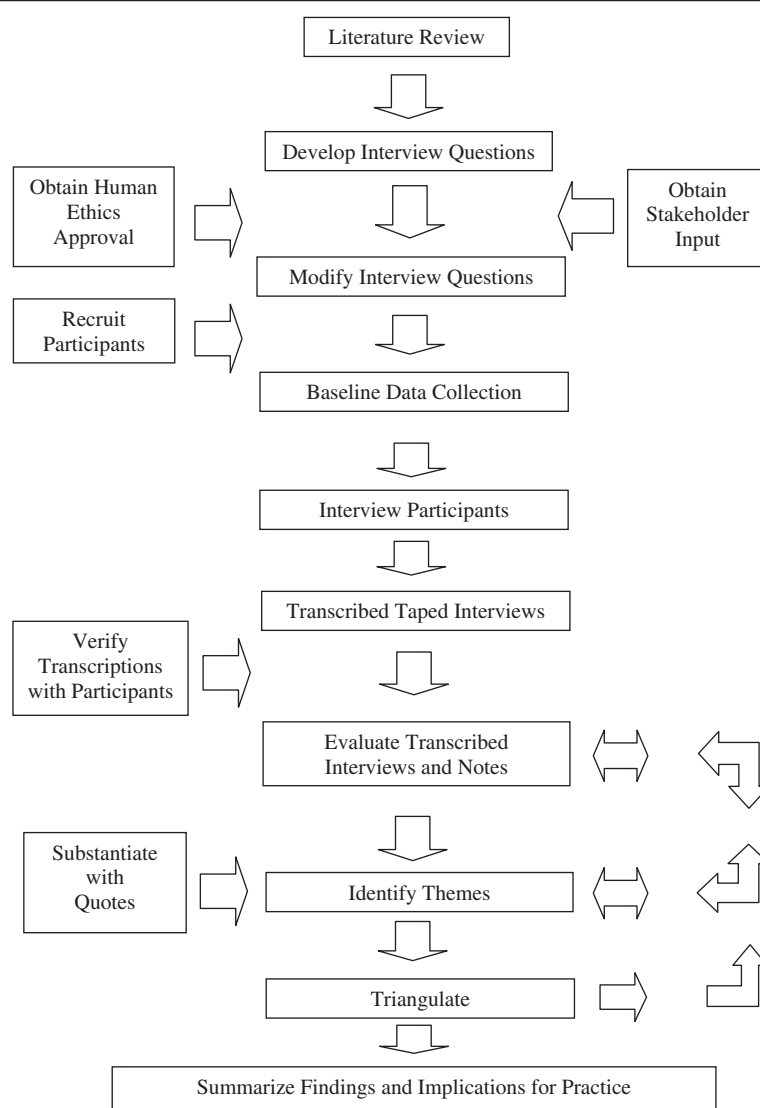 Literature Review
Develop Interview Questions
Obtain Human
Ethics
Approval
Obtain
Stakeholder
Input
Modify Interview Questions
Recruit
Participants
Baseline Data Collection
Interview Participants
Transcribed Taped Interviews
Verify
Transcriptions
with Participants
Evaluate Transcribed
Interviews and Notes
Substantiate
with
Quotes
Identify Themes
Triangulate
Summarize Findings and Implications for Practice